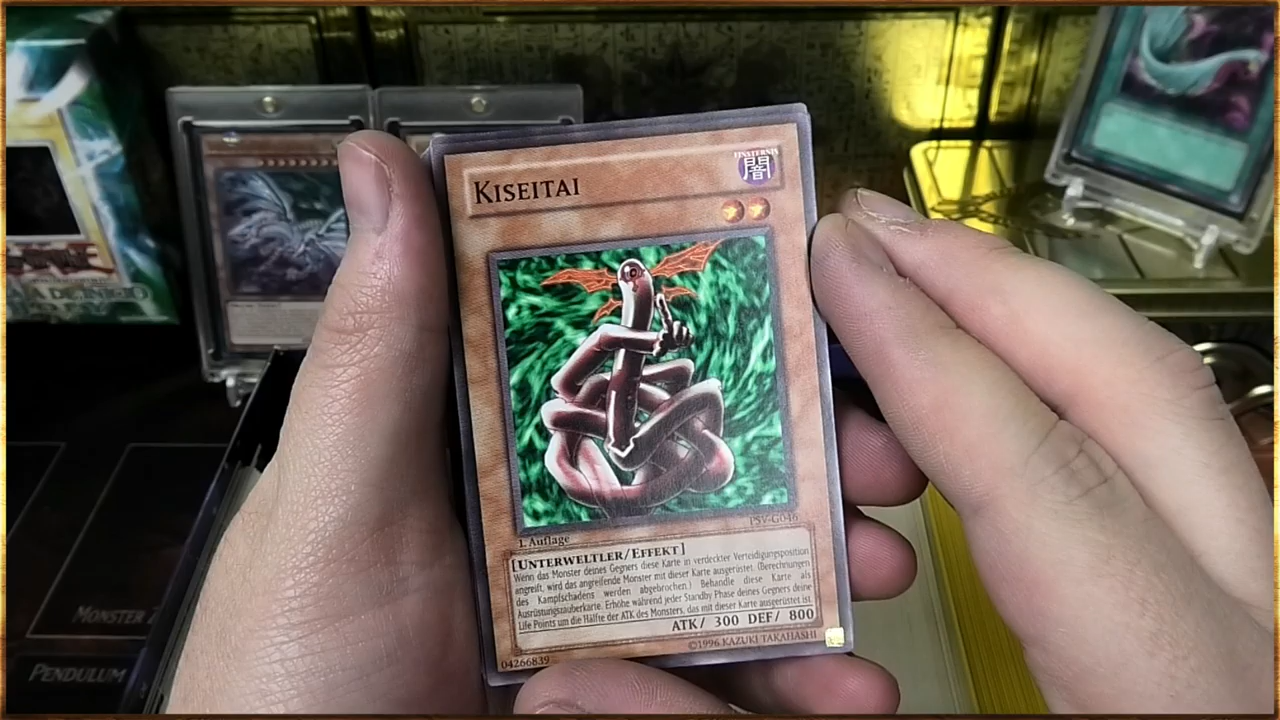 KISEITAI
FINSTERNIS
闇
PSV-G046
1. Auflage
[UNTERWELTLER/EFFEKT]
Wenn das Monster deines Gegners diese Karte in verdeckter Verteidigungsposition
angreift, wird das angreifende Monster mit dieser Karte ausgerüstet. (Berechnungen
des Kampfschadens werden abgebrochen.) Behandle diese Karte als
Ausrüstungszauberkarte. Erhöhe während jeder Standby Phase deines Gegners deine
Life Points um die Hälfte der ATK des Monsters, das mit dieser Karte ausgerüstet ist.
ATK/ 300 DEF/ 800
04266839
©1996 KAZUKI TAKAHASHI
MONSTER
PENDULUM